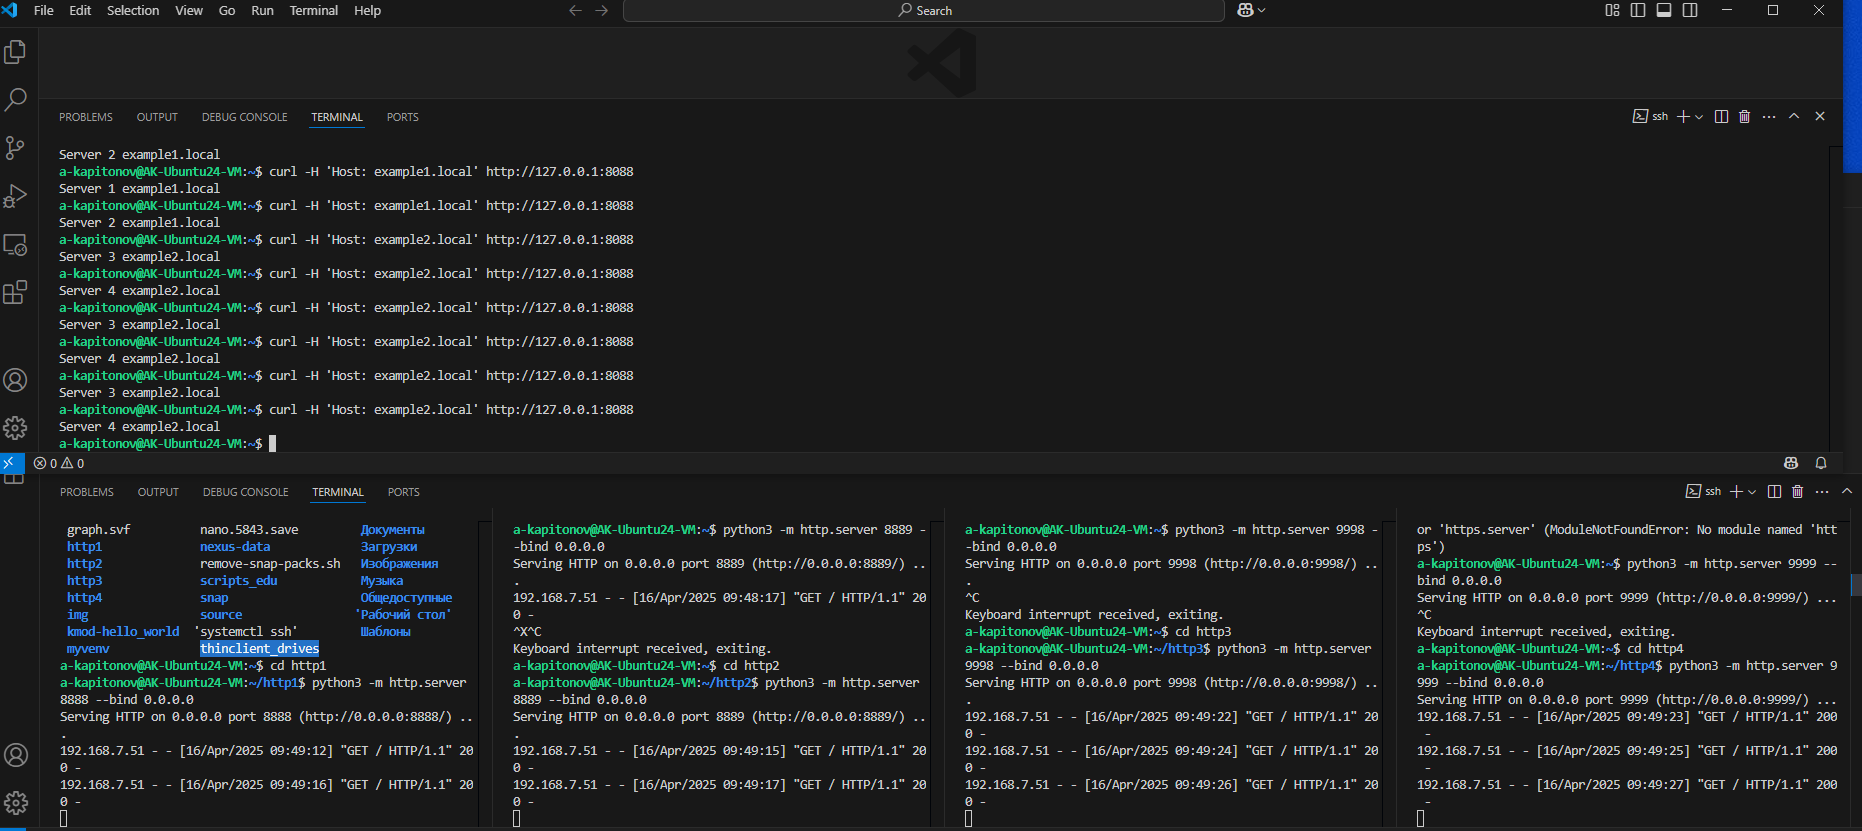 File Edit Selection View Go Run Terminal Help
Search
PROBLEMS OUTPUT DEBUG CONSOLE TERMINAL PORTS
ssh
Server 2 example1.local
a-kapitonov@AK-Ubuntu24-VM:~$ curl -H 'Host: example1.local' http://127.0.0.1:8088
Server 1 example1.local
a-kapitonov@AK-Ubuntu24-VM:~$ curl -H 'Host: example1.local' http://127.0.0.1:8088
Server 2 example1.local
a-kapitonov@AK-Ubuntu24-VM:~$ curl -H 'Host: example2.local' http://127.0.0.1:8088
Server 3 example2.local
a-kapitonov@AK-Ubuntu24-VM:~$ curl -H 'Host: example2.local' http://127.0.0.1:8088
Server 4 example2.local
a-kapitonov@AK-Ubuntu24-VM:~$ curl -H 'Host: example2.local' http://127.0.0.1:8088
Server 3 example2.local
a-kapitonov@AK-Ubuntu24-VM:~$ curl -H 'Host: example2.local' http://127.0.0.1:8088
Server 4 example2.local
a-kapitonov@AK-Ubuntu24-VM:~$ curl -H 'Host: example2.local' http://127.0.0.1:8088
Server 3 example2.local
a-kapitonov@AK-Ubuntu24-VM:~$ curl -H 'Host: example2.local' http://127.0.0.1:8088
Server 4 example2.local
a-kapitonov@AK-Ubuntu24-VM:~$
0 0
PROBLEMS OUTPUT DEBUG CONSOLE TERMINAL PORTS
ssh
graph.svf nano.5843.save Документы
http1 nexus-data Загрузки
http2 remove-snap-packs.sh Изображения
http3 scripts_edu Музыка
http4 snap Общедоступные
img source 'Рабочий стол'
kmod-hello_world 'systemctl ssh' Шаблоны
myvenv thinclient_drives
a-kapitonov@AK-Ubuntu24-VM:~$ cd http1
a-kapitonov@AK-Ubuntu24-VM:~/http1$ python3 -m http.server
8888 --bind 0.0.0.0
Serving HTTP on 0.0.0.0 port 8888 (http://0.0.0.0:8888/) ..
.
192.168.7.51 - - [16/Apr/2025 09:49:12] "GET / HTTP/1.1" 20
0 -
192.168.7.51 - - [16/Apr/2025 09:49:16] "GET / HTTP/1.1" 20
0 -
a-kapitonov@AK-Ubuntu24-VM:~$ python3 -m http.server 8889 -
-bind 0.0.0.0
Serving HTTP on 0.0.0.0 port 8889 (http://0.0.0.0:8889/) ..
.
192.168.7.51 - - [16/Apr/2025 09:48:17] "GET / HTTP/1.1" 20
0 -
^X^C
Keyboard interrupt received, exiting.
a-kapitonov@AK-Ubuntu24-VM:~$ cd http2
a-kapitonov@AK-Ubuntu24-VM:~/http2$ python3 -m http.server
8889 --bind 0.0.0.0
Serving HTTP on 0.0.0.0 port 8889 (http://0.0.0.0:8889/) ..
.
192.168.7.51 - - [16/Apr/2025 09:49:15] "GET / HTTP/1.1" 20
0 -
192.168.7.51 - - [16/Apr/2025 09:49:17] "GET / HTTP/1.1" 20
0 -
a-kapitonov@AK-Ubuntu24-VM:~$ python3 -m http.server 9998 -
-bind 0.0.0.0
Serving HTTP on 0.0.0.0 port 9998 (http://0.0.0.0:9998/) ..
.
^C
Keyboard interrupt received, exiting.
a-kapitonov@AK-Ubuntu24-VM:~$ cd http3
a-kapitonov@AK-Ubuntu24-VM:~/http3$ python3 -m http.server
9998 --bind 0.0.0.0
Serving HTTP on 0.0.0.0 port 9998 (http://0.0.0.0:9998/) ..
.
192.168.7.51 - - [16/Apr/2025 09:49:22] "GET / HTTP/1.1" 20
0 -
192.168.7.51 - - [16/Apr/2025 09:49:24] "GET / HTTP/1.1" 20
0 -
192.168.7.51 - - [16/Apr/2025 09:49:26] "GET / HTTP/1.1" 20
0 -
or 'https.server' (ModuleNotFoundError: No module named 'htt
ps')
a-kapitonov@AK-Ubuntu24-VM:~$ python3 -m http.server 9999 --
bind 0.0.0.0
Serving HTTP on 0.0.0.0 port 9999 (http://0.0.0.0:9999/) ...
^C
Keyboard interrupt received, exiting.
a-kapitonov@AK-Ubuntu24-VM:~$ cd http4
a-kapitonov@AK-Ubuntu24-VM:~/http4$ python3 -m http.server 9
999 --bind 0.0.0.0
Serving HTTP on 0.0.0.0 port 9999 (http://0.0.0.0:9999/) ...
192.168.7.51 - - [16/Apr/2025 09:49:23] "GET / HTTP/1.1" 200
-
192.168.7.51 - - [16/Apr/2025 09:49:25] "GET / HTTP/1.1" 200
-
192.168.7.51 - - [16/Apr/2025 09:49:27] "GET / HTTP/1.1" 200
-